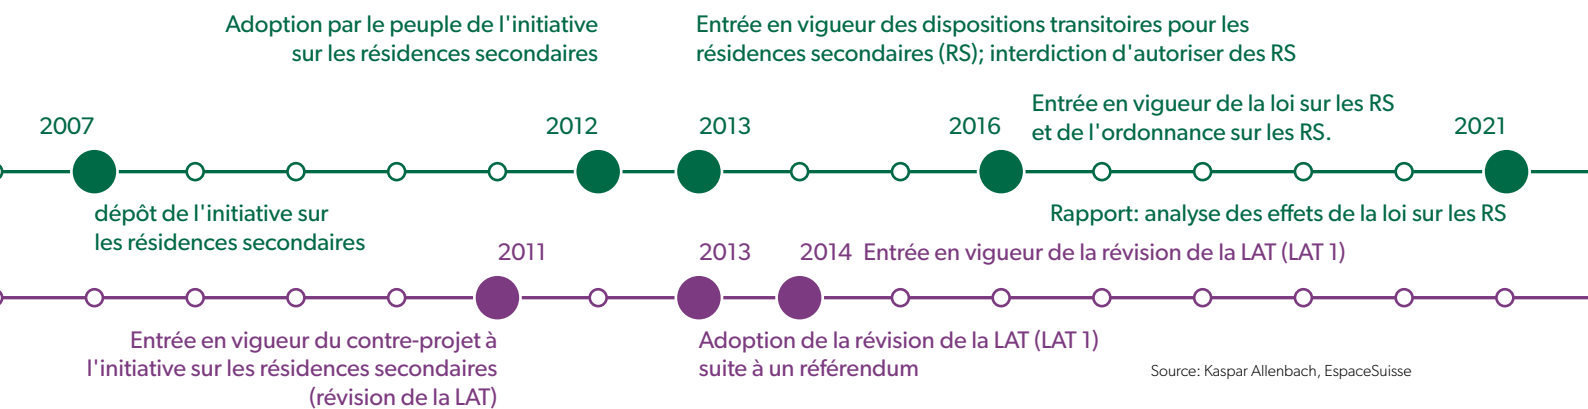 Adoption par le peuple de l'initiative
sur les résidences secondaires
Entrée en vigueur des dispositions transitoires pour les
résidences secondaires (RS); interdiction d'autoriser des RS
2007
2012
2013
2016
Entrée en vigueur de la loi sur les RS
et de l'ordonnance sur les RS.
2021
dépôt de l'initiative sur
les résidences secondaires
Rapport: analyse des effets de la loi sur les RS
2011
2013
2014 Entrée en vigueur de la révision de la LAT (LAT 1)
Entrée en vigueur du contre-projet à
l'initiative sur les résidences secondaires
(révision de la LAT)
Adoption de la révision de la LAT (LAT 1)
suite à un référendum
Source: Kaspar Allenbach, EspaceSuisse